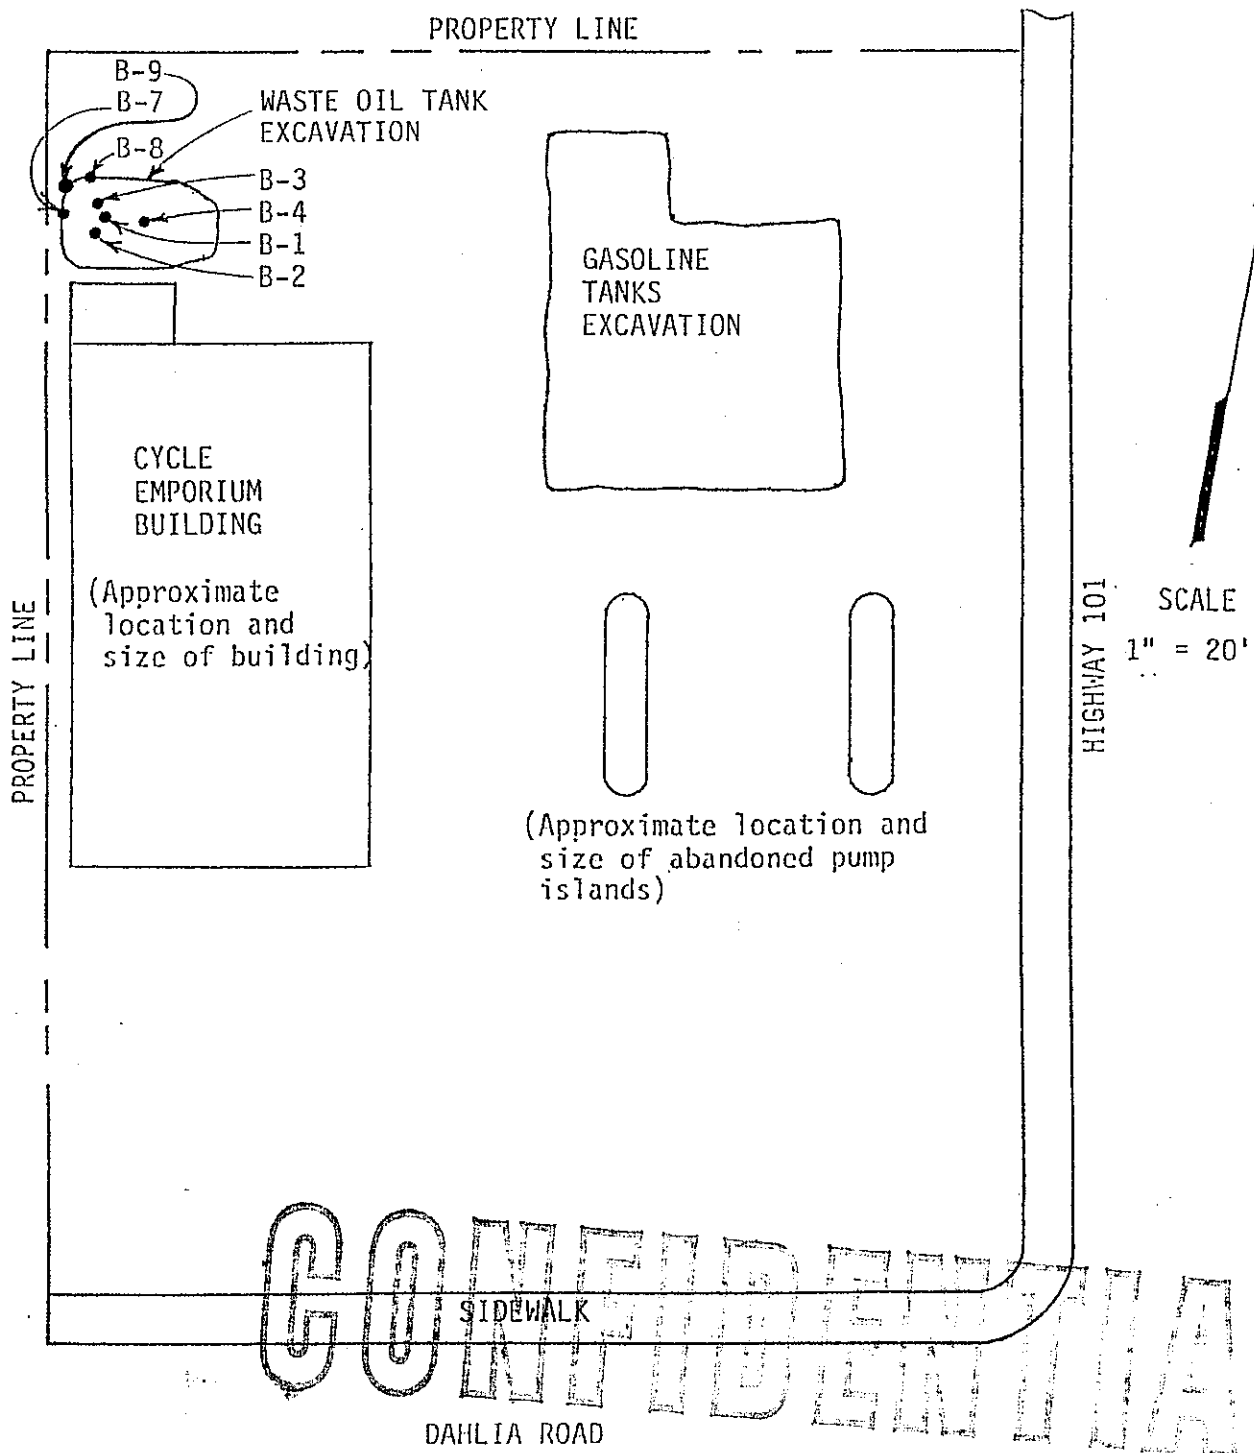 PROPERTY LINE
B-9
B-7
WASTE OIL TANK
EXCAVATION
B-8
B-3
B-4
B-1
B-2
GASOLINE
TANKS
EXCAVATION
CYCLE
EMPORIUM
BUILDING
(Approximate
location and
size of building)
PROPERTY LINE
HIGHWAY 101
SCALE
1" = 20'
(Approximate location and
size of abandoned pump
islands)
SIDEWALK
CONFIDENTIA
DAHLIA ROAD